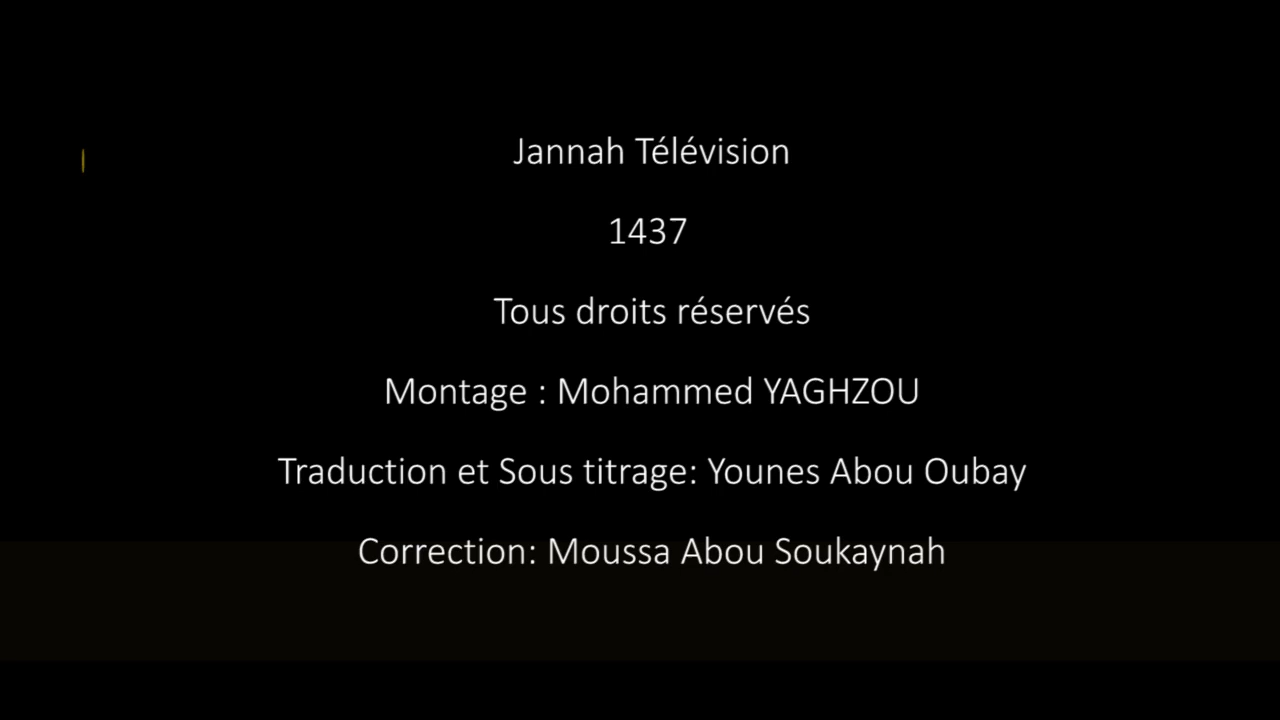 Jannah Télévision
1437
Tous droits réservés
Montage : Mohammed YAGHZOU
Traduction et Sous titrage: Younes Abou Oubay
Correction: Moussa Abou Soukaynah